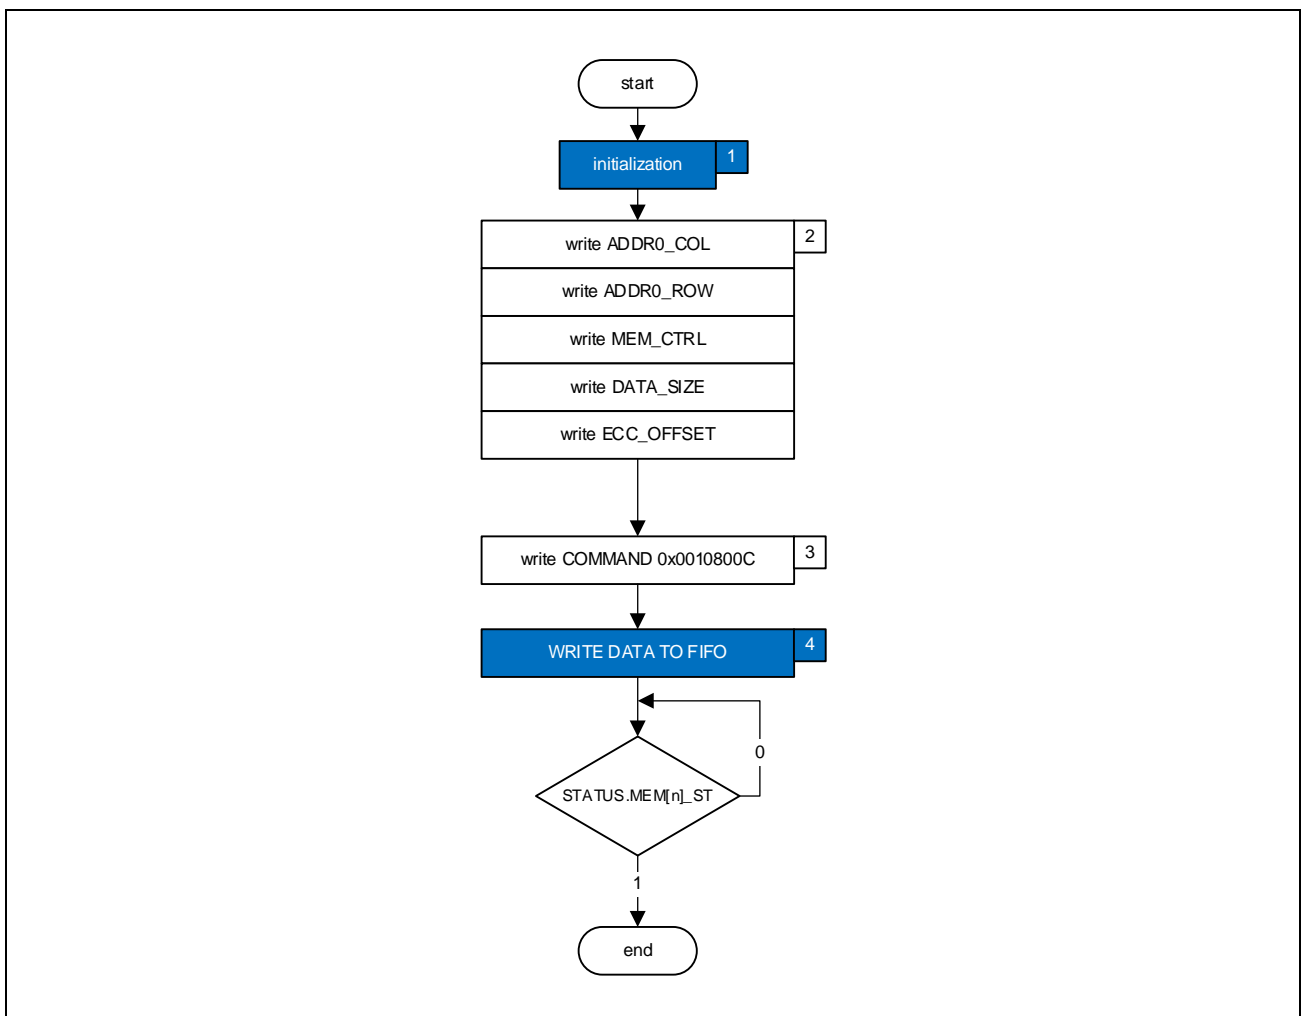 start
initialization
1
write ADDR0_COL
2
write ADDR0_ROW
write MEM_CTRL
write DATA_SIZE
write ECC_OFFSET
write COMMAND 0x0010800C
3
WRITE DATA TO FIFO
4
0
STATUS.MEM[n]_ST
1
end